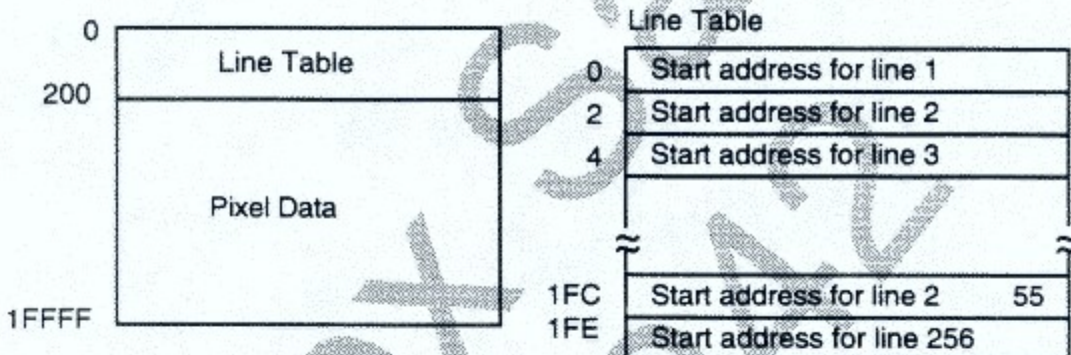 0
Line Table
200
Pixel Data
1FFFF
Line Table
0 Start address for line 1
2 Start address for line 2
4 Start address for line 3
1FC Start address for line 2 55
1FE Start address for line 256